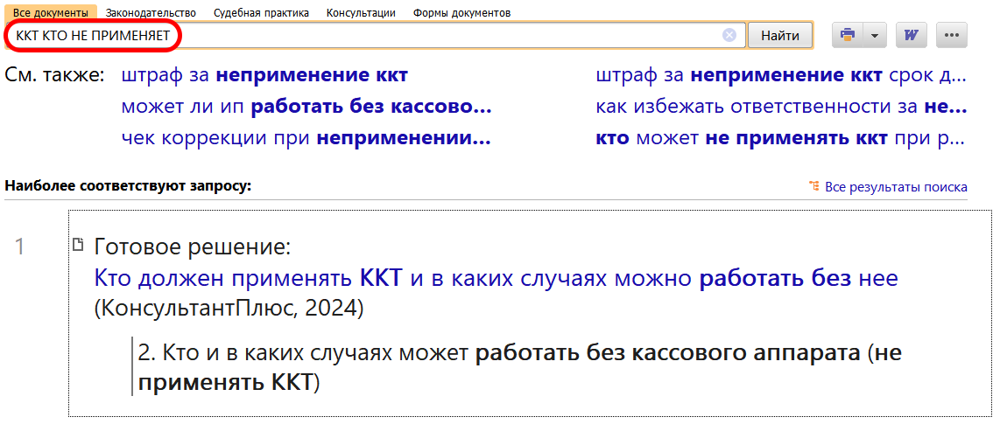 Все документы Законодательство Судебная практика Консультации Формы документов
ККТ КТО НЕ ПРИМЕНЯЕТ Найти W
См. также: штраф за неприменение ккт штраф за неприменение ккт срок д...
может ли ип работать без кассово... как избежать ответственности за не...
чек коррекции при неприменении... кто может не применять ккт при р...
Наиболее соответствуют запросу: Все результаты поиска
1 Готовое решение:
Кто должен применять ККТ и в каких случаях можно работать без нее
(КонсультантПлюс, 2024)
2. Кто и в каких случаях может работать без кассового аппарата (не
применять ККТ)